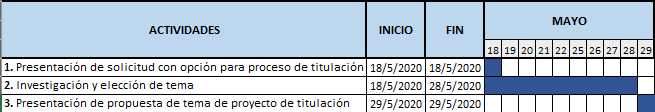 ACTIVIDADES INICIO FIN MAYO
18 19 20 21 22 25 26 27 28 29
1. Presentación de solicitud con opción para proceso de titulación 18/5/2020 18/5/2020
2. Investigación y elección de tema 18/5/2020 28/5/2020
3. Presentación de propuesta de tema de proyecto de titulación 29/5/2020 29/5/2020